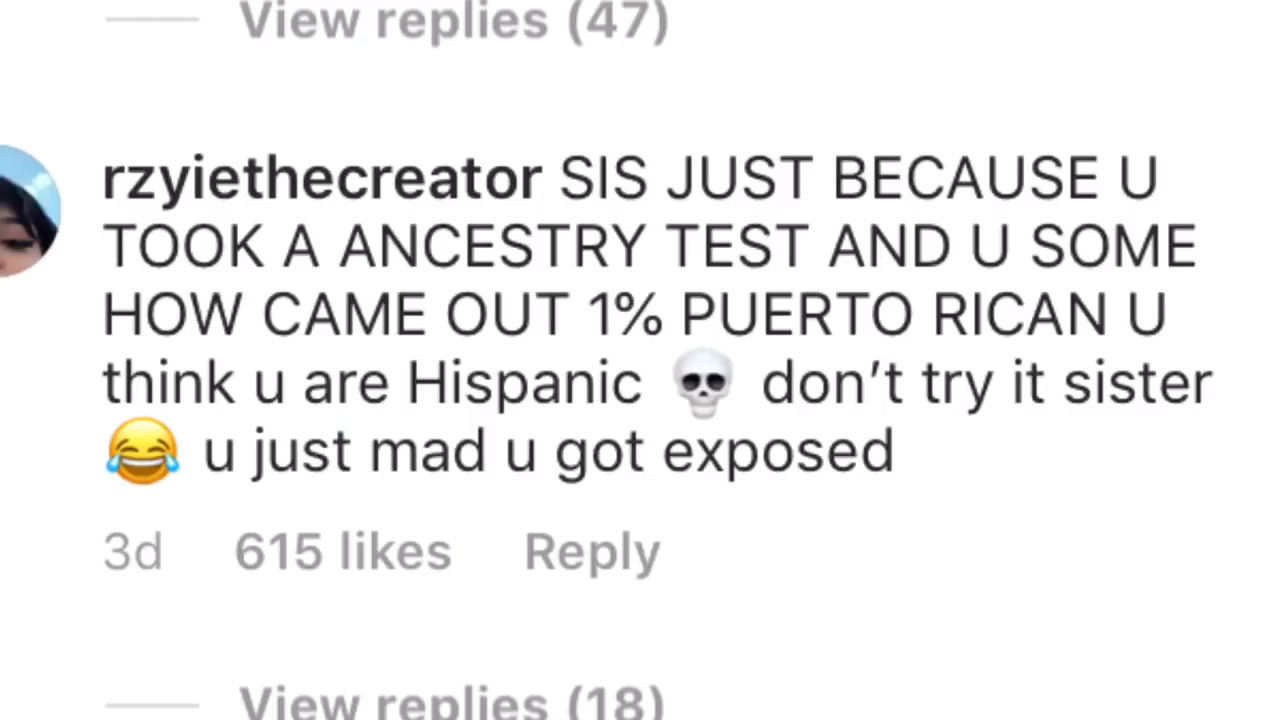 View replies (47)
rzyiethecreator SIS JUST BECAUSE U
TOOK A ANCESTRY TEST AND U SOME
HOW CAME OUT 1% PUERTO RICAN U
think u are Hispanic 💀 don’t try it sister
😂 u just mad u got exposed
3d 615 likes Reply
View replies (18)